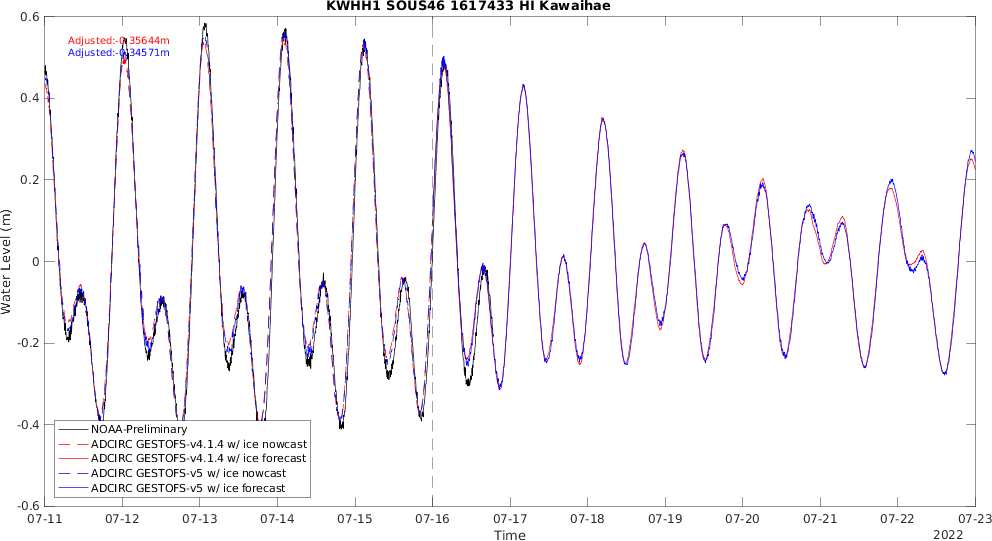 KWHH1 SOUS46 1617433 HI Kawaihae
Adjusted:-0.35644m
Adjusted:-0.34571m
Water Level (m)
0.6
0.4
0.2
0
-0.2
-0.4
-0.6
NOAA-Preliminary
ADCIRC GESTOFS-v4.1.4 w/ ice nowcast
ADCIRC GESTOFS-v4.1.4 w/ ice forecast
ADCIRC GESTOFS-v5 w/ ice nowcast
ADCIRC GESTOFS-v5 w/ ice forecast
07-11 07-12 07-13 07-14 07-15 07-16 07-17 07-18 07-19 07-20 07-21 07-22 07-23
Time
2022